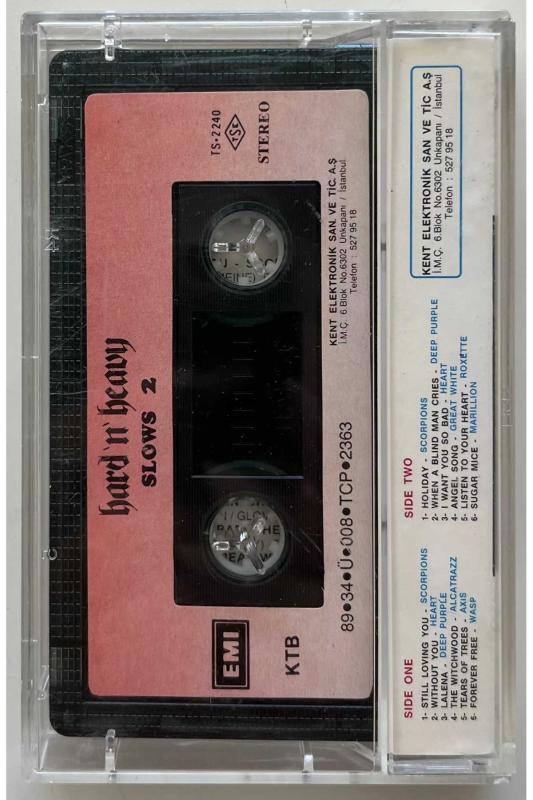 hard 'n' heavy
SLOWS 2
TS-2240
TSE
STEREO
EMI
KTB
KENT ELEKTRONİK SAN. VE TİC. A.Ş
İ.M.Ç. 6.Blok No.6302 Unkapanı / İstanbul
Telefon : 527 95 18
89•34•Ü•008•TCP•2363
SIDE ONE
1- STILL LOVING YOU - SCORPIONS
2- WITHOUT YOU - HEART
3- LALENA - DEEP PURPLE
4- THE WITCHWOOD - ALCATRAZZ
5- TEARS OF TREES - AXiS
6- FOREVER FREE - WASP
SIDE TWO
1- HOLIDAY - SCORPIONS
2- WHEN A BLIND MAN CRIES - DEEP PURPLE
3- I WANT YOU SO BAD - HEART
4- ANGEL SONG - GREAT WHITE
5- LISTEN TO YOUR HEART - ROXETTE
6- SUGAR MICE - MARILLION
KENT ELEKTRONİK SAN VE TİC A.Ş
İ.M.Ç. 6.Blok No.6302 Unkapanı / İstanbul
Telefon : 527 95 18